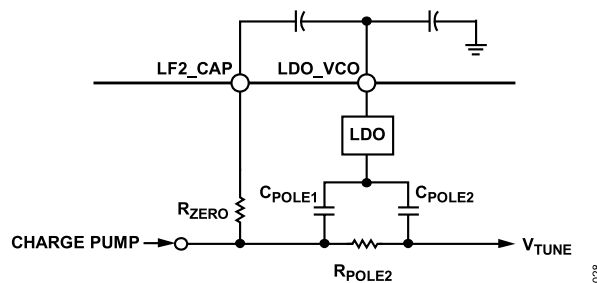 LF2_CAP
LDO_VCO
LDO
CPOLE1
CPOLE2
RZERO
CHARGE PUMP
VTUNE
RPOLE2